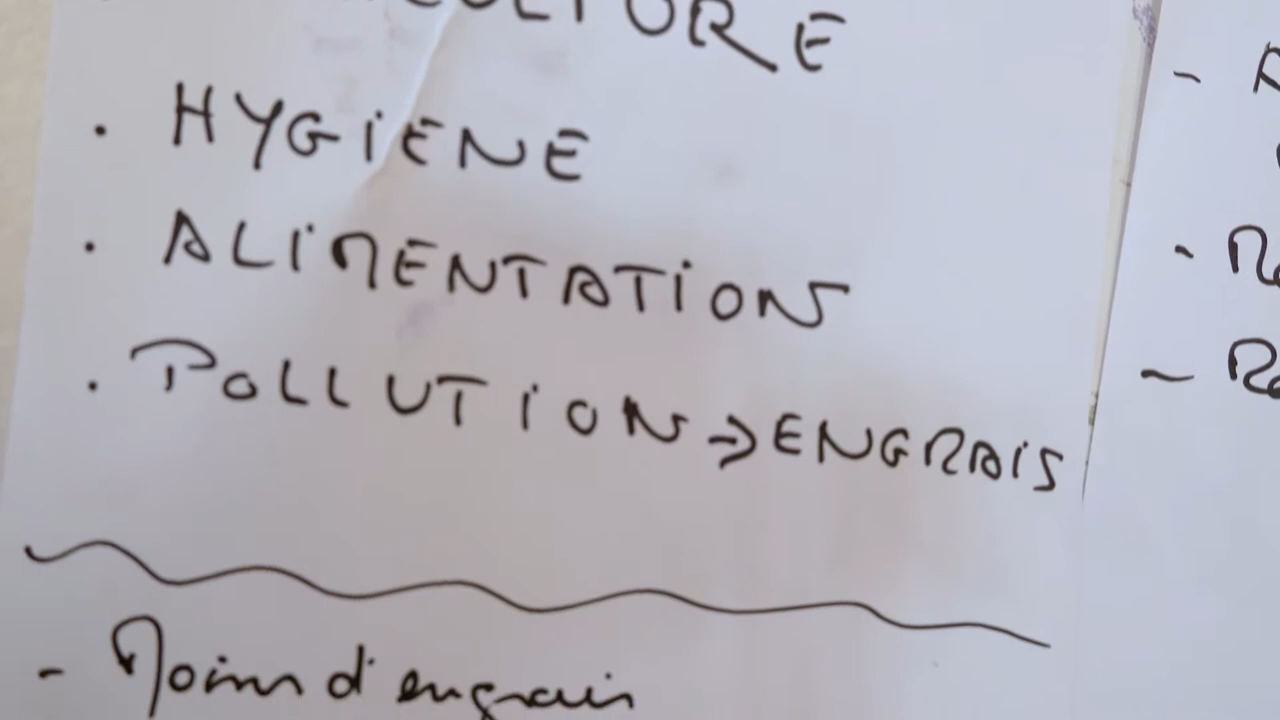 . HYGIENE
. ALIMENTATION
. POLLUTION → ENGRAIS
- Moins d'engrais